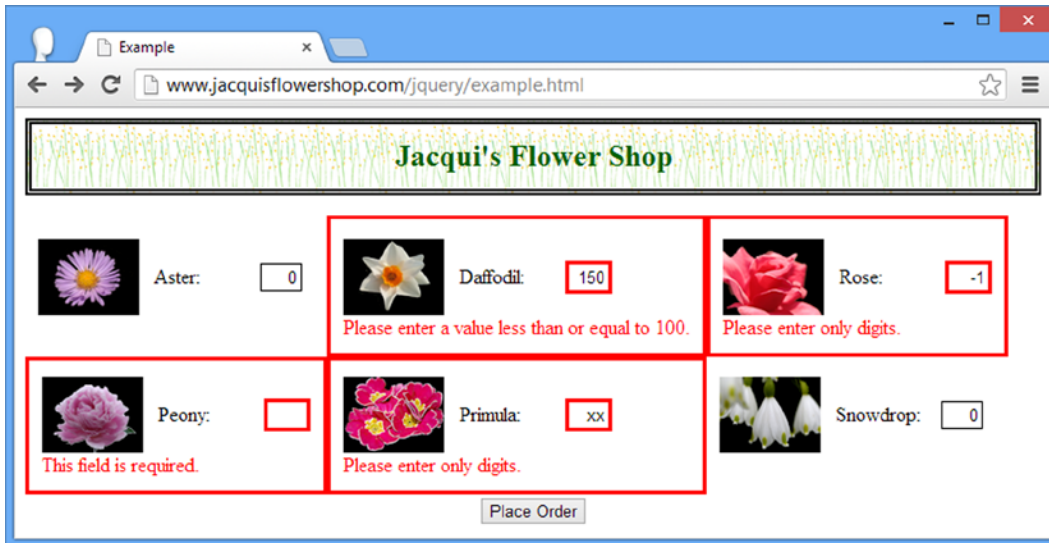 Example
www.jacquisflowershop.com/jquery/example.html
Jacqui's Flower Shop
Aster: 0
Daffodil: 150
Please enter a value less than or equal to 100.
Rose: -1
Please enter only digits.
Peony:
This field is required.
Primula: xx
Please enter only digits.
Snowdrop: 0
Place Order